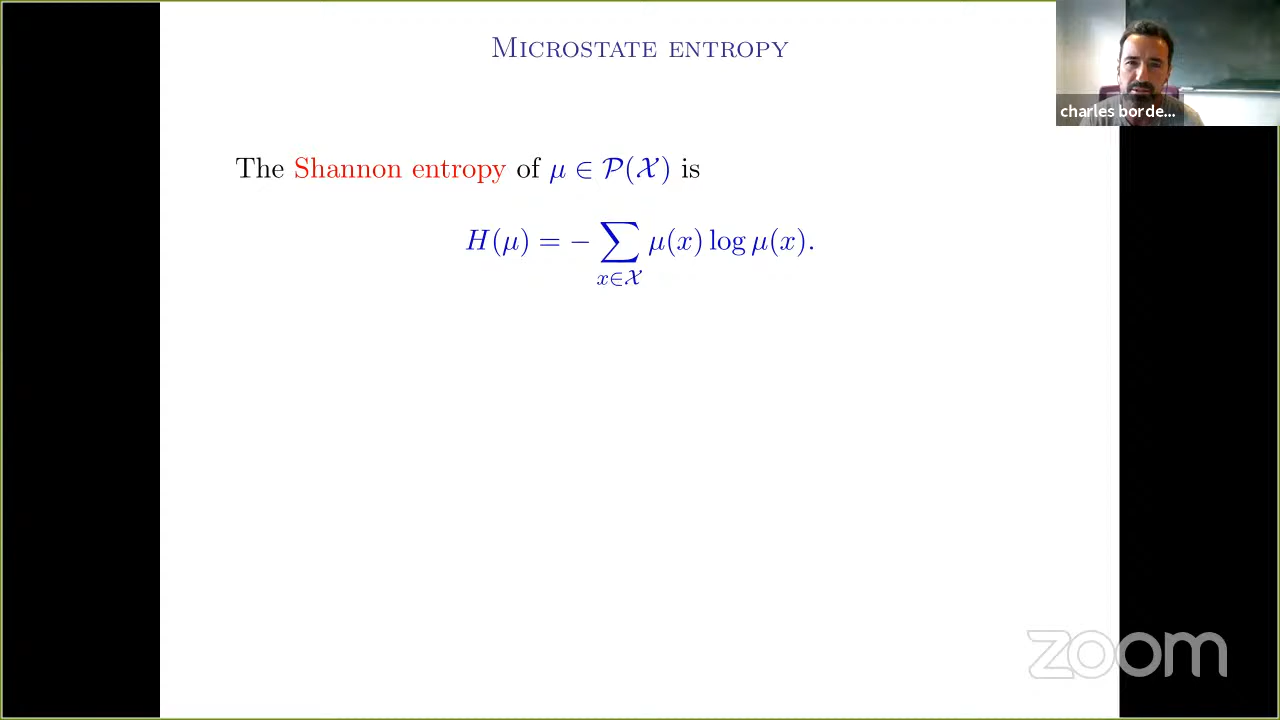 MICROSTATE ENTROPY
charles borde...
The Shannon entropy of μ ∈ 𝒫(𝒳) is
H(μ) = − ∑_{x∈𝒳} μ(x) log μ(x).
zoom